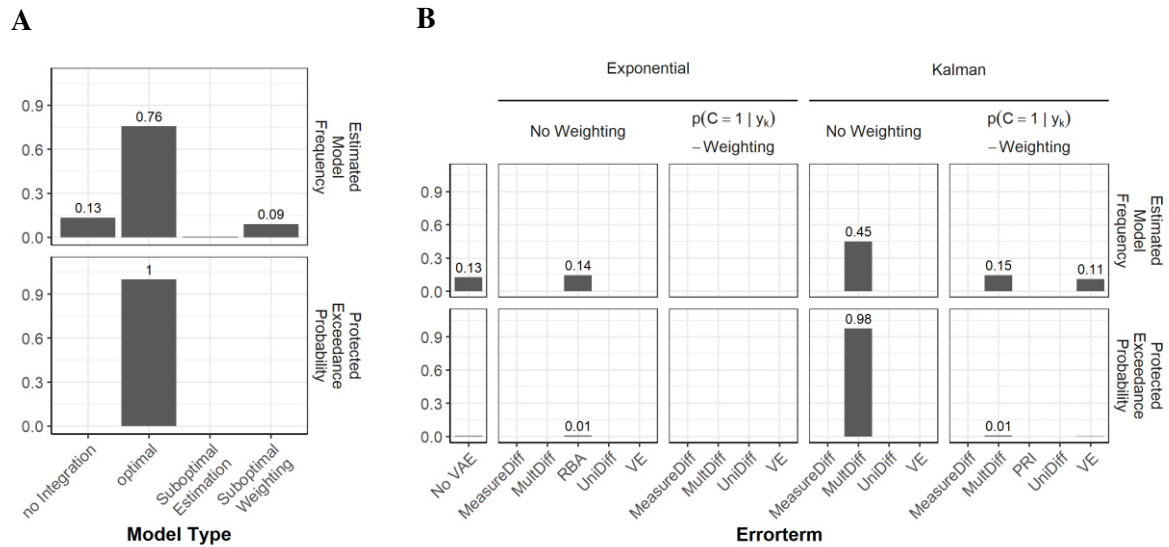 A
B
0.9
0.6
0.3
0.0
0.13
0.76
0.09
Estimated
Model
Frequency
0.9
0.6
0.3
0.0
1
Protected
Exceedance
Probability
no Integration
optimal
Suboptimal
Estimation
Suboptimal
Weighting
Model Type
Exponential
Kalman
No Weighting
p(C = 1 | yₖ)
– Weighting
No Weighting
p(C = 1 | yₖ)
– Weighting
0.9
0.6
0.3
0.0
0.13
0.14
0.45
0.15
0.11
Estimated
Model
Frequency
0.9
0.6
0.3
0.0
0.01
0.98
0.01
Protected
Exceedance
Probability
No VAE
MeasureDiff
MultDiff
RBA
UniDiff
VE
MeasureDiff
MultDiff
UniDiff
VE
MeasureDiff
MultDiff
UniDiff
VE
MeasureDiff
MultDiff
PRI
UniDiff
VE
Errorterm